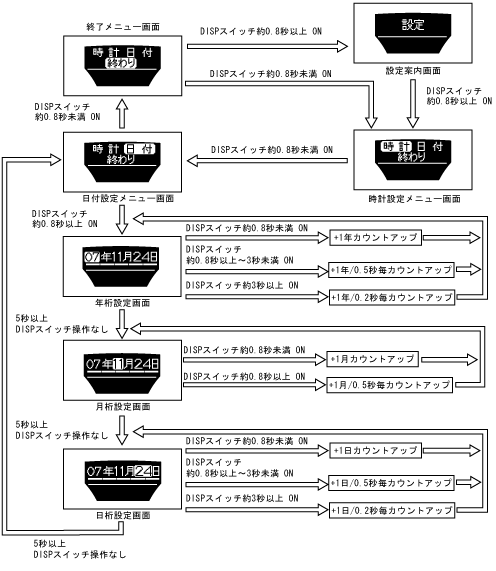 終了メニュー画面
時計日付
終わり
DISPスイッチ約0.8秒以上 ON
設定
設定案内画面
DISPスイッチ約0.8秒未満 ON
DISPスイッチ
約0.8秒以上 ON
DISPスイッチ
約0.8秒未満 ON
時計日付
終わり
日付設定メニュー画面
DISPスイッチ約0.8秒未満 ON
時計日付
終わり
時計設定メニュー画面
DISPスイッチ
約0.8秒以上 ON
07年11月24日
年桁設定画面
DISPスイッチ約0.8秒未満 ON
+1年カウントアップ
DISPスイッチ
約0.8秒以上～3秒未満 ON
+1年/0.5秒毎カウントアップ
DISPスイッチ約3秒以上 ON
+1年/0.2秒毎カウントアップ
5秒以上
DISPスイッチ操作なし
07年11月24日
月桁設定画面
DISPスイッチ約0.8秒未満 ON
+1月カウントアップ
DISPスイッチ約0.8秒以上 ON
+1月/0.5秒毎カウントアップ
5秒以上
DISPスイッチ操作なし
07年11月24日
日桁設定画面
DISPスイッチ約0.8秒未満 ON
+1日カウントアップ
DISPスイッチ
約0.8秒以上～3秒未満 ON
+1日/0.5秒毎カウントアップ
DISPスイッチ約3秒以上 ON
+1日/0.2秒毎カウントアップ
5秒以上
DISPスイッチ操作なし